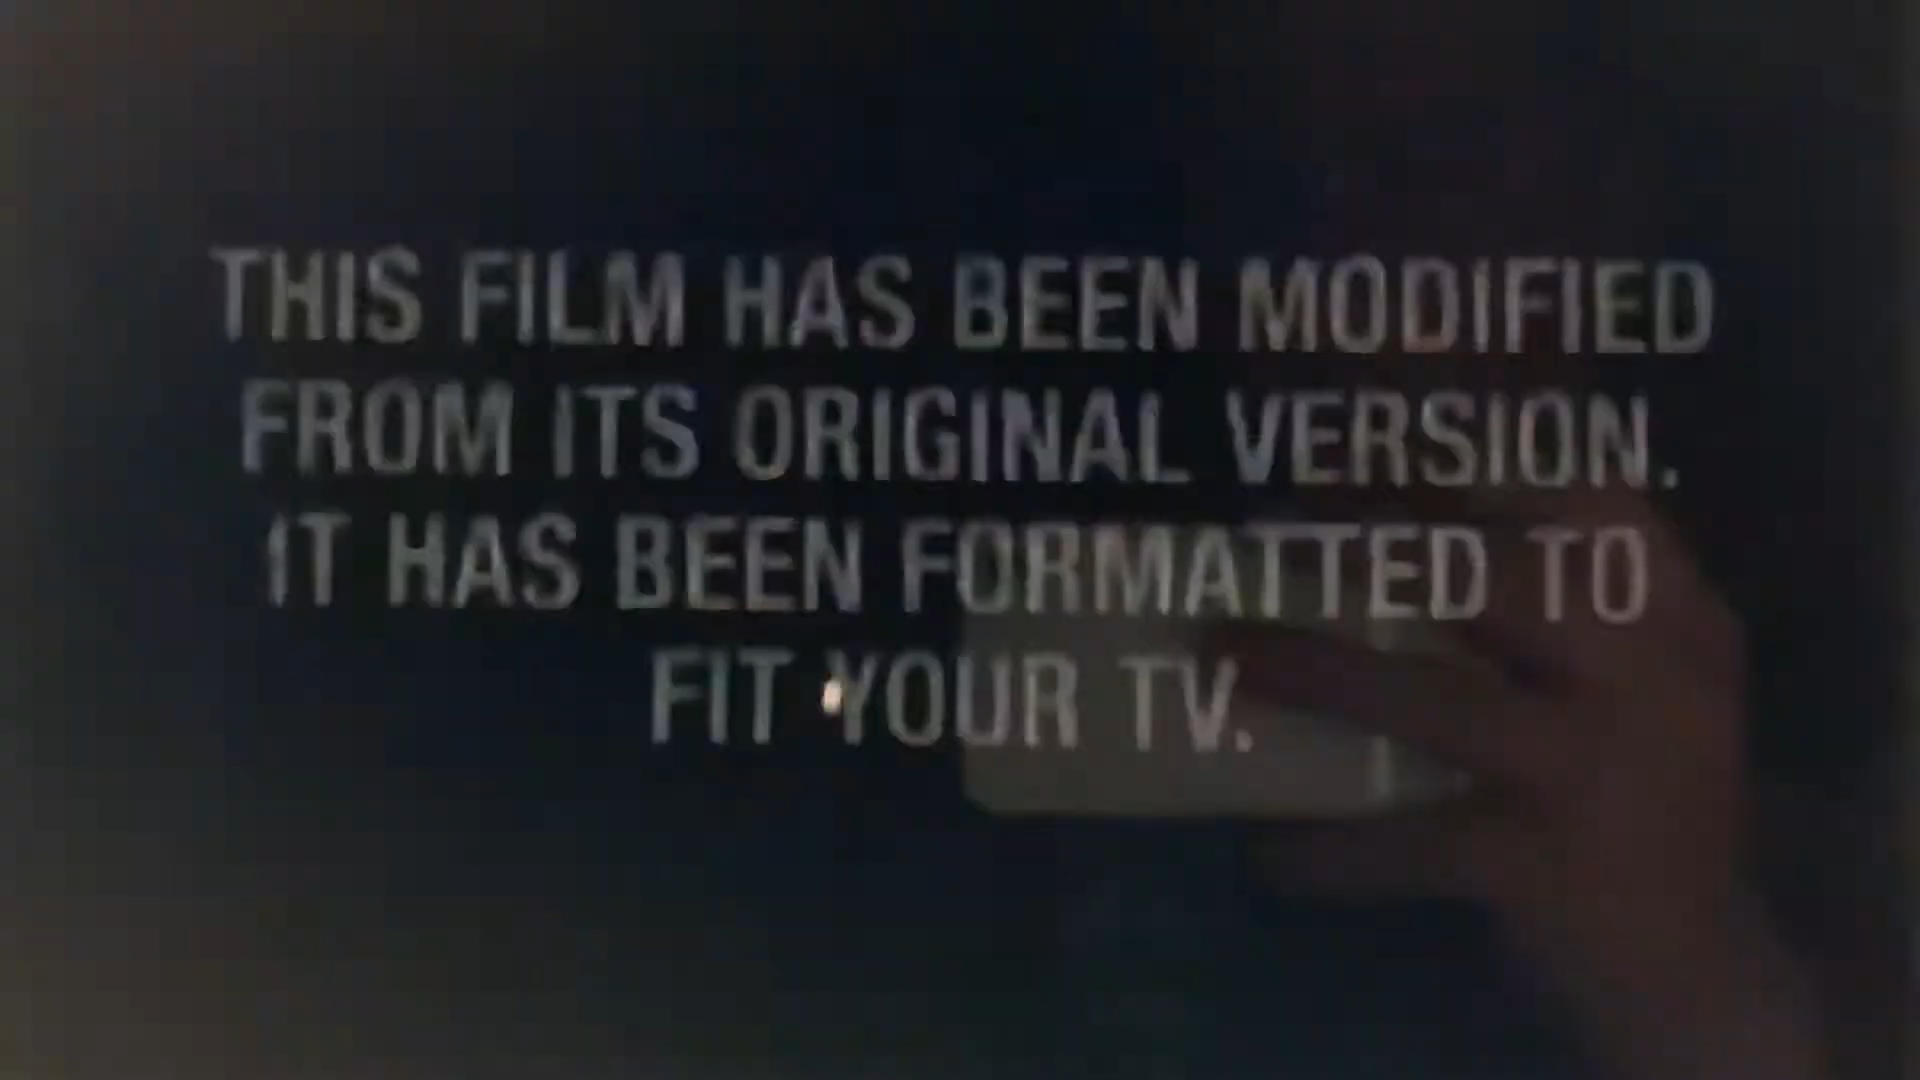 THIS FILM HAS BEEN MODIFIED
FROM ITS ORIGINAL VERSION.
IT HAS BEEN FORMATTED TO
FIT YOUR TV.